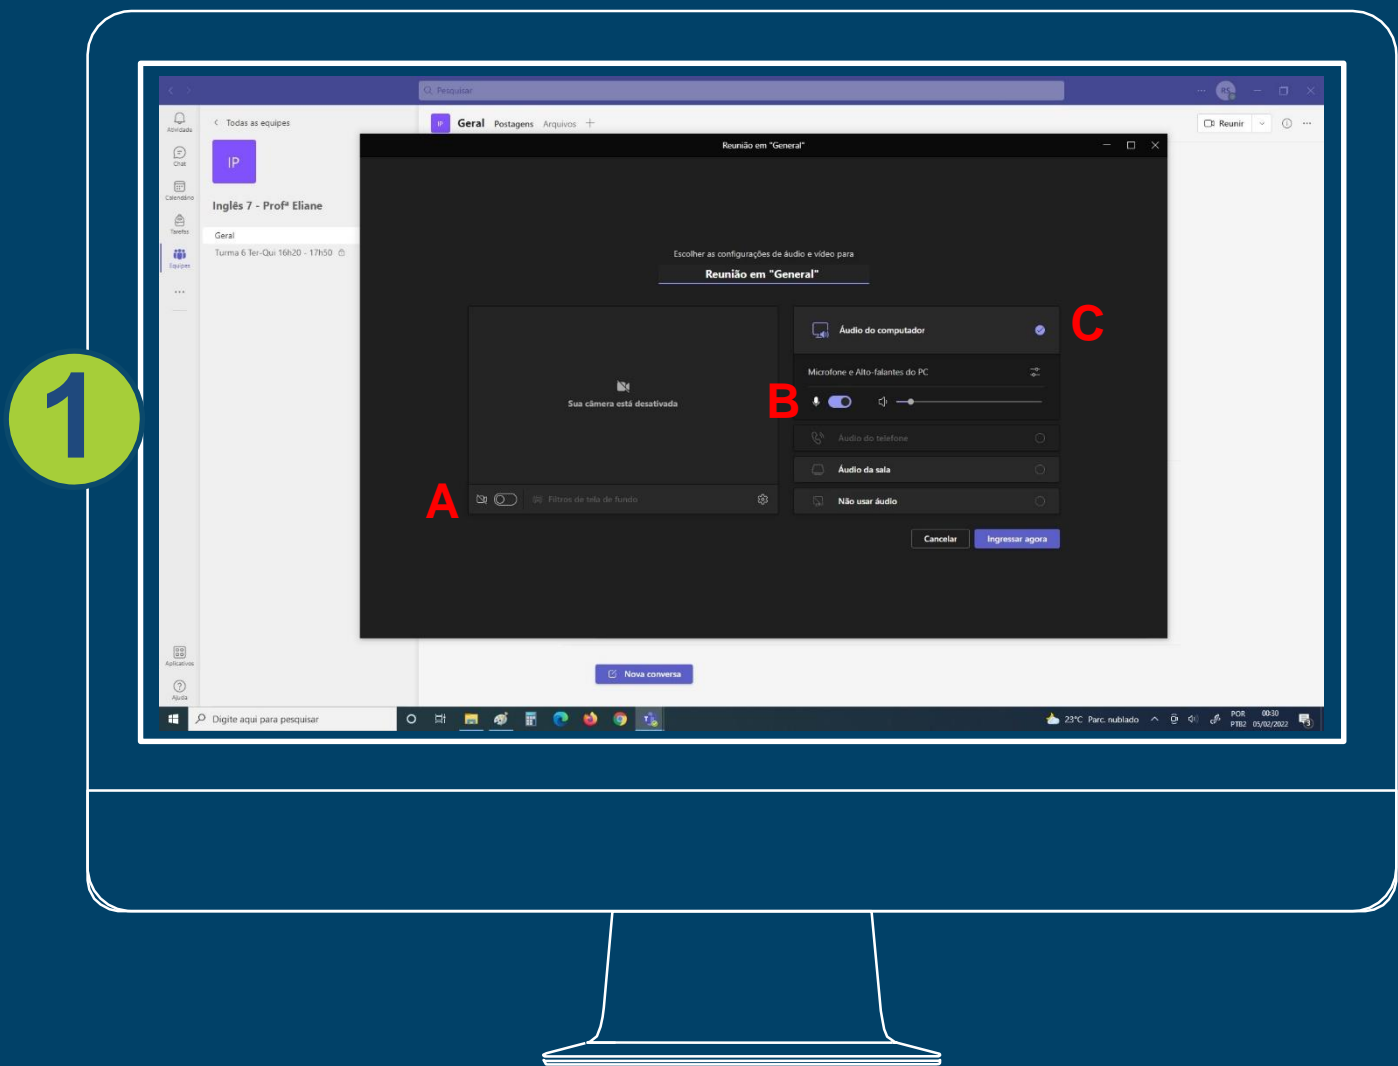 Pesquisar
RS
Atividade
Chat
Calendário
Tarefas
Equipes
Aplicativos
Ajuda
Todas as equipes
IP
Inglês 7 - Profª Eliane
Geral
Turma 6 Ter-Qui 16h20 - 17h50
IP
Geral Postagens Arquivos +
Reunir
Reunião em "General"
Escolher as configurações de áudio e vídeo para
Reunião em "General"
Sua câmera está desativada
A
Filtros de tela de fundo
Áudio do computador
C
Microfone e Alto-falantes do PC
B
Áudio do telefone
Áudio da sala
Não usar áudio
Cancelar
Ingressar agora
Nova conversa
Digite aqui para pesquisar
23°C Parc. nublado
POR
PTB2
00:30
05/02/2022
3
1